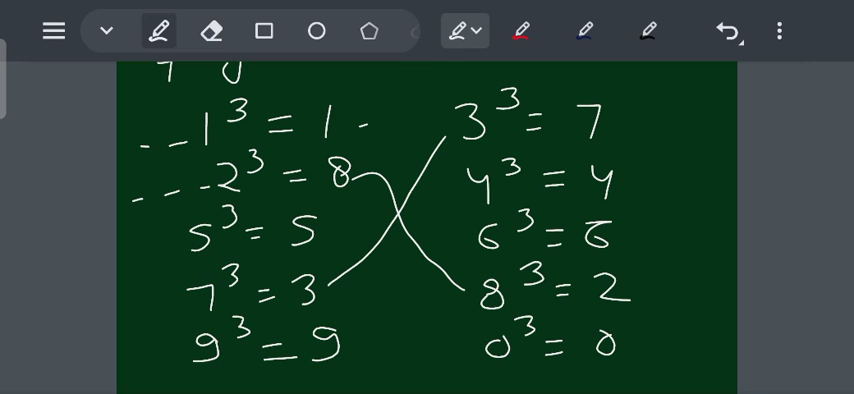 --1³ = 1 -
3³ = 7
---2³ = 8
4³ = 4
5³ = 5
6³ = 6
7³ = 3
8³ = 2
9³ = 9
0³ = 0